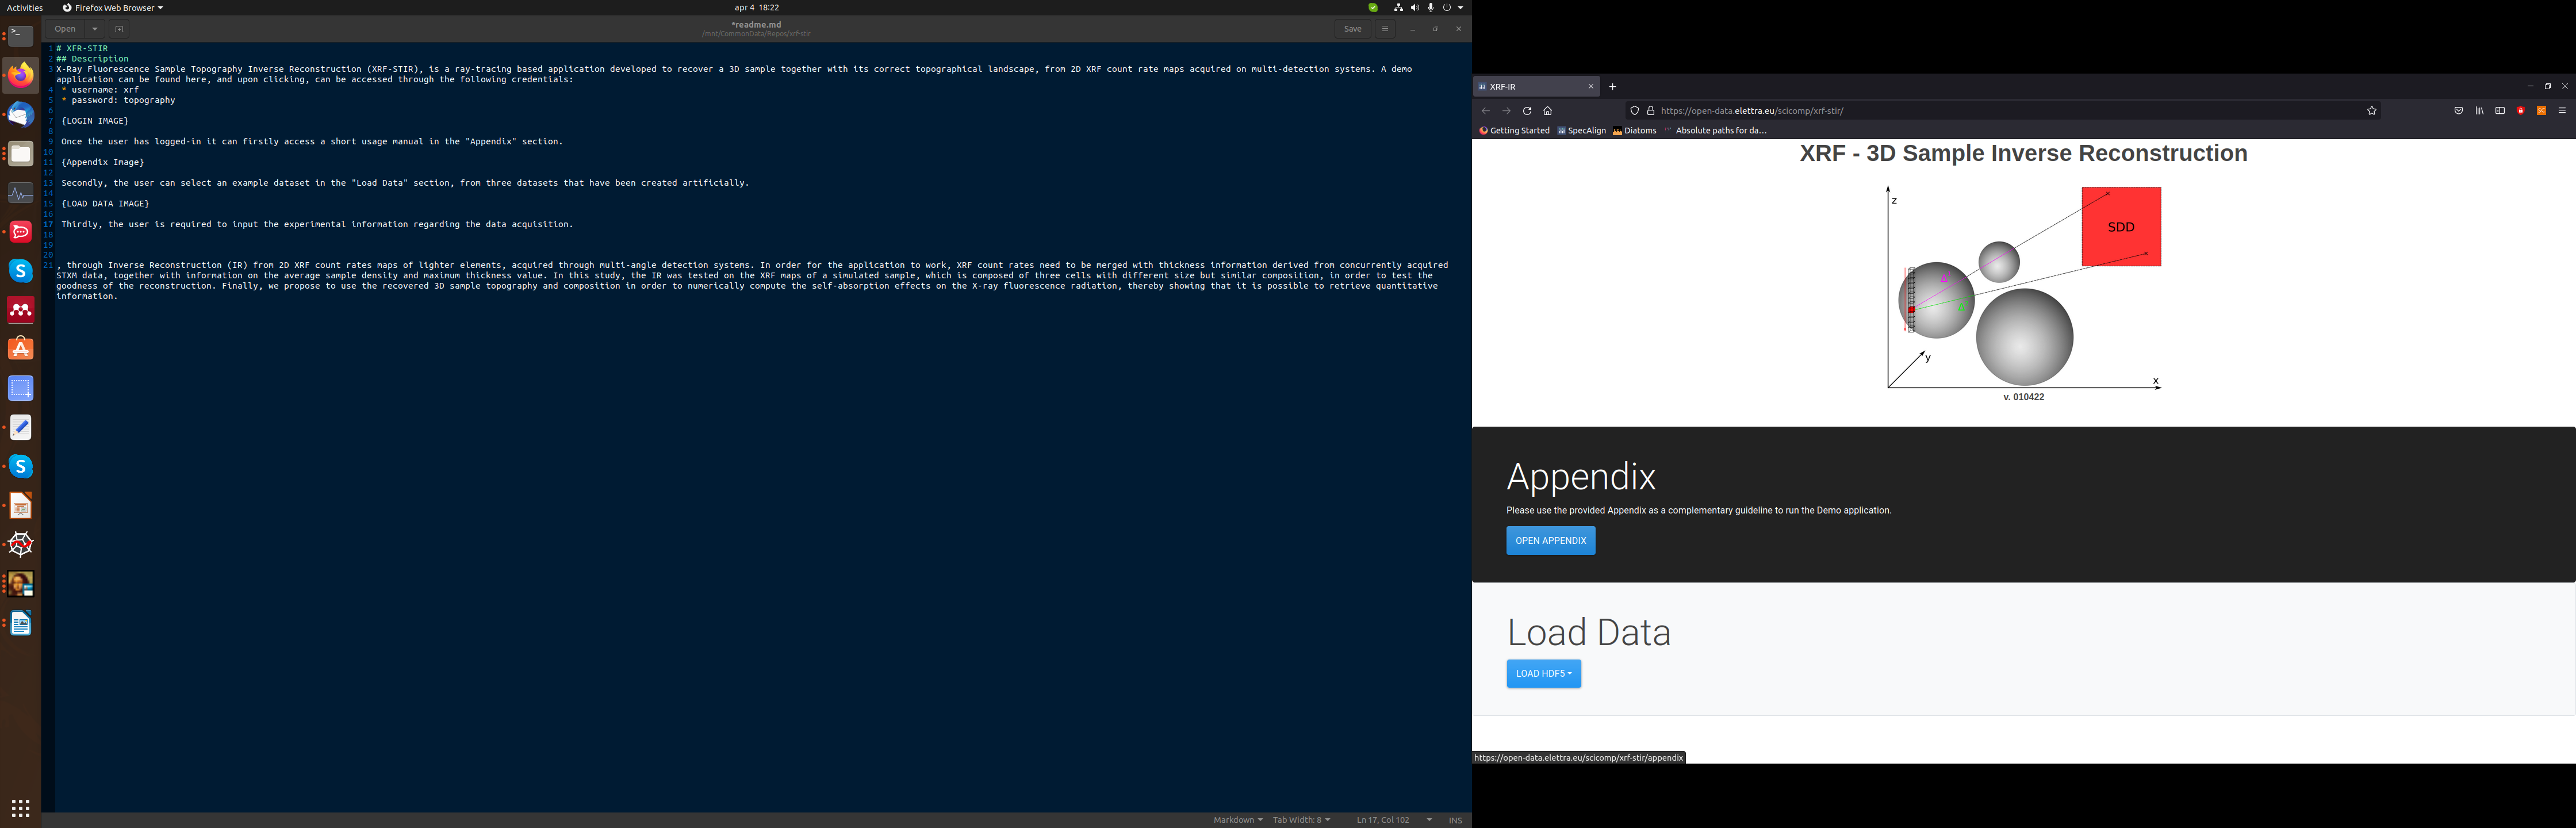 Activities
Firefox Web Browser
apr 4 18:22
Open
*readme.md
/mnt/CommonData/Repos/xrf-stir
Save
1 # XFR-STIR
2 ## Description
3 X-Ray Fluorescence Sample Topography Inverse Reconstruction (XRF-STIR), is a ray-tracing based application developed to recover a 3D sample together with its correct topographical landscape, from 2D XRF count rate maps acquired on multi-detection systems. A demo
application can be found here, and upon clicking, can be accessed through the following credentials:
4 * username: xrf
5 * password: topography
6
7 {LOGIN IMAGE}
8
9 Once the user has logged-in it can firstly access a short usage manual in the "Appendix" section.
10
11 {Appendix Image}
12
13 Secondly, the user can select an example dataset in the "Load Data" section, from three datasets that have been created artificially.
14
15 {LOAD DATA IMAGE}
16
17 Thirdly, the user is required to input the experimental information regarding the data acquisition.
18
19
20
21 , through Inverse Reconstruction (IR) from 2D XRF count rates maps of lighter elements, acquired through multi-angle detection systems. In order for the application to work, XRF count rates need to be merged with thickness information derived from concurrently acquired
STXM data, together with information on the average sample density and maximum thickness value. In this study, the IR was tested on the XRF maps of a simulated sample, which is composed of three cells with different size but similar composition, in order to test the
goodness of the reconstruction. Finally, we propose to use the recovered 3D sample topography and composition in order to numerically compute the self-absorption effects on the X-ray fluorescence radiation, thereby showing that it is possible to retrieve quantitative
information.
Markdown
Tab Width: 8
Ln 17, Col 102
INS
XRF-IR
https://open-data.elettra.eu/scicomp/xrf-stir/
Getting Started
SpecAlign
Diatoms
Absolute paths for da…
XRF - 3D Sample Inverse Reconstruction
z
SDD
y
x
v. 010422
Appendix
Please use the provided Appendix as a complementary guideline to run the Demo application.
OPEN APPENDIX
Load Data
LOAD HDF5
https://open-data.elettra.eu/scicomp/xrf-stir/appendix